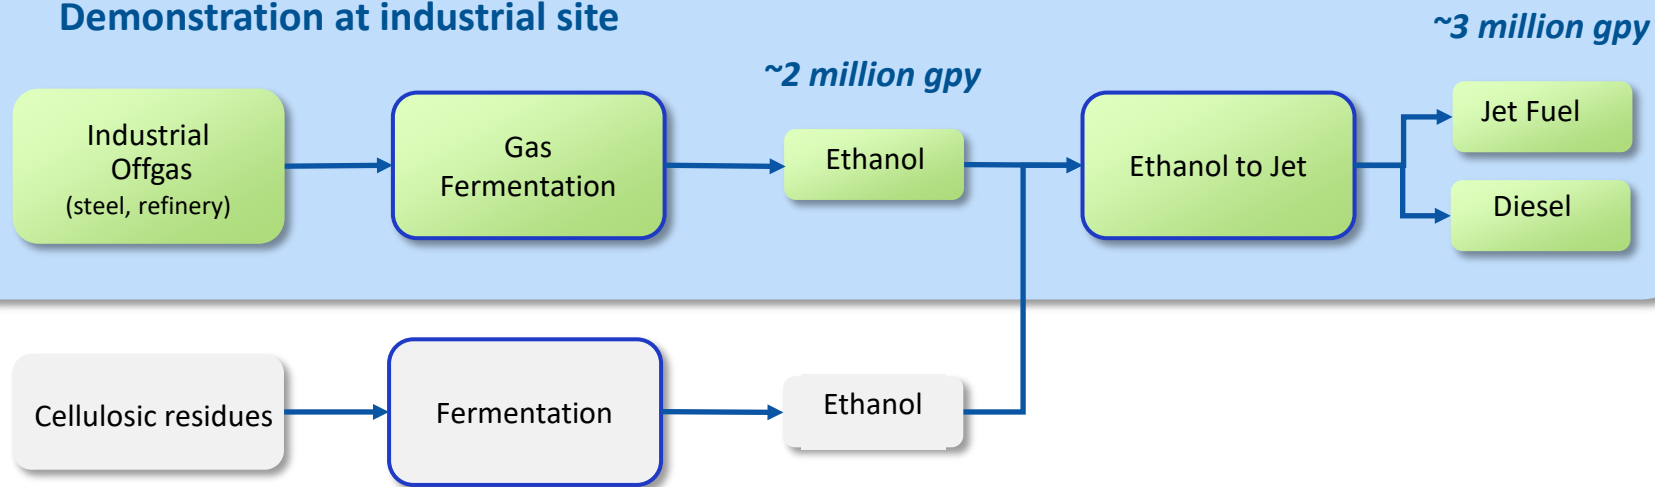 Demonstration at industrial site
~3 million gpy
~2 million gpy
Industrial
Offgas
(steel, refinery)
Gas
Fermentation
Ethanol
Ethanol to Jet
Jet Fuel
Diesel
Cellulosic residues
Fermentation
Ethanol